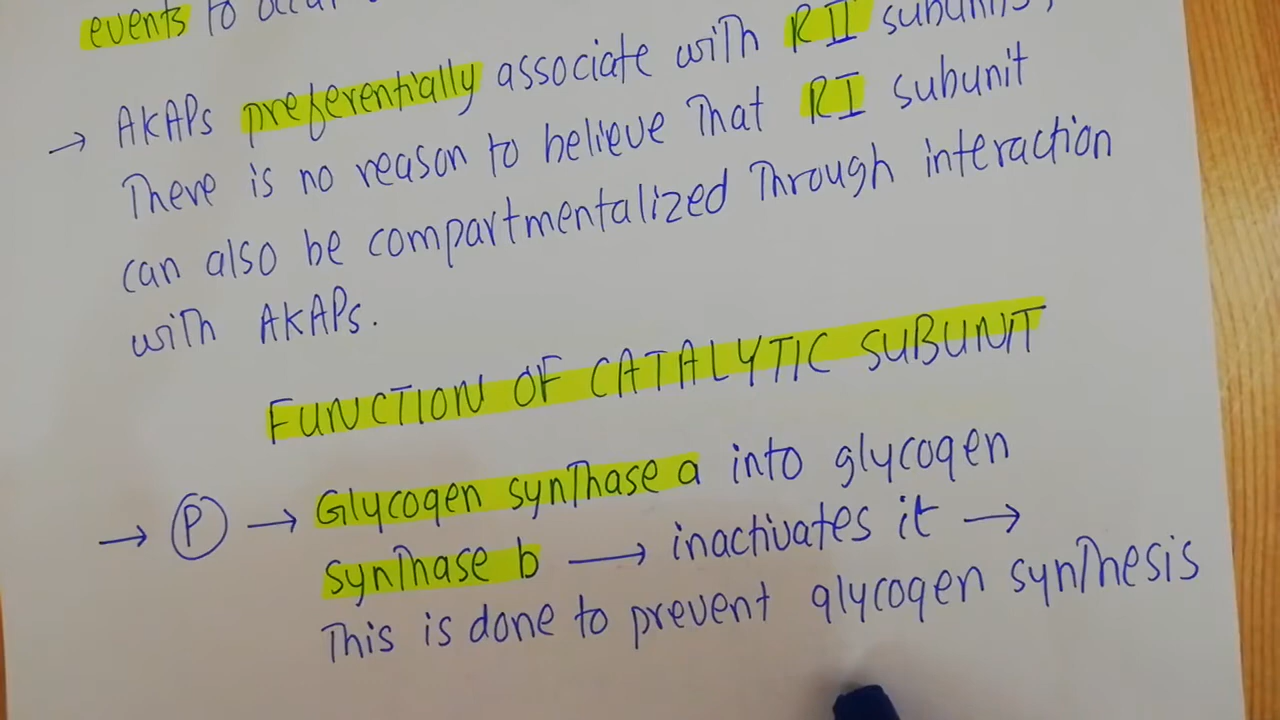 events to occur
→ AKAPs preferentially associate with RII subunits,
There is no reason to believe that RI subunit
can also be compartmentalized through interaction
with AKAPs.
FUNCTION OF CATALYTIC SUBUNIT
→ Ⓟ → Glycogen synthase a into glycogen
synthase b → inactivates it →
This is done to prevent glycogen synthesis